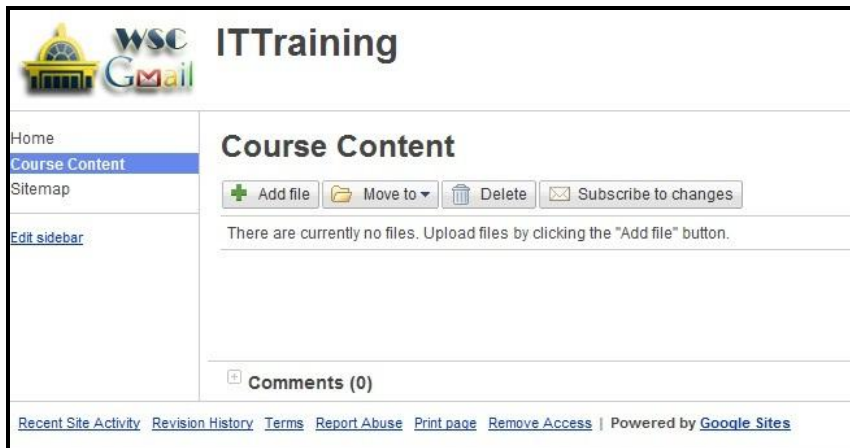 WSC
Gmail
ITTraining
Home
Course Content
Sitemap
Edit sidebar
Course Content
Add file Move to Delete Subscribe to changes
There are currently no files. Upload files by clicking the "Add file" button.
Comments (0)
Recent Site Activity Revision History Terms Report Abuse Print page Remove Access | Powered by Google Sites